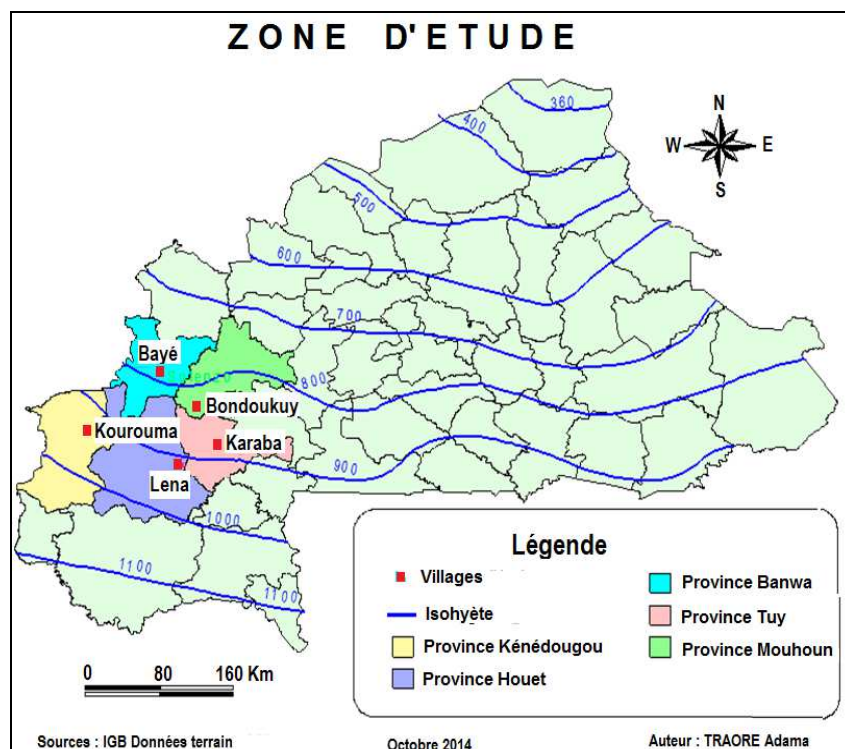 ZONE D'ETUDE
360
400
N
W E
S
500
600
700
Bayé
800
Bondoukuy
Kourouma
Karaba
900
Lena
1000
1100
1100
Légende
Villages
Isohyète
Province Kénédougou
Province Houet
Province Banwa
Province Tuy
Province Mouhoun
0 80 160 Km
Sources : IGB Données terrain Octobre 2014 Auteur : TRAORE Adama